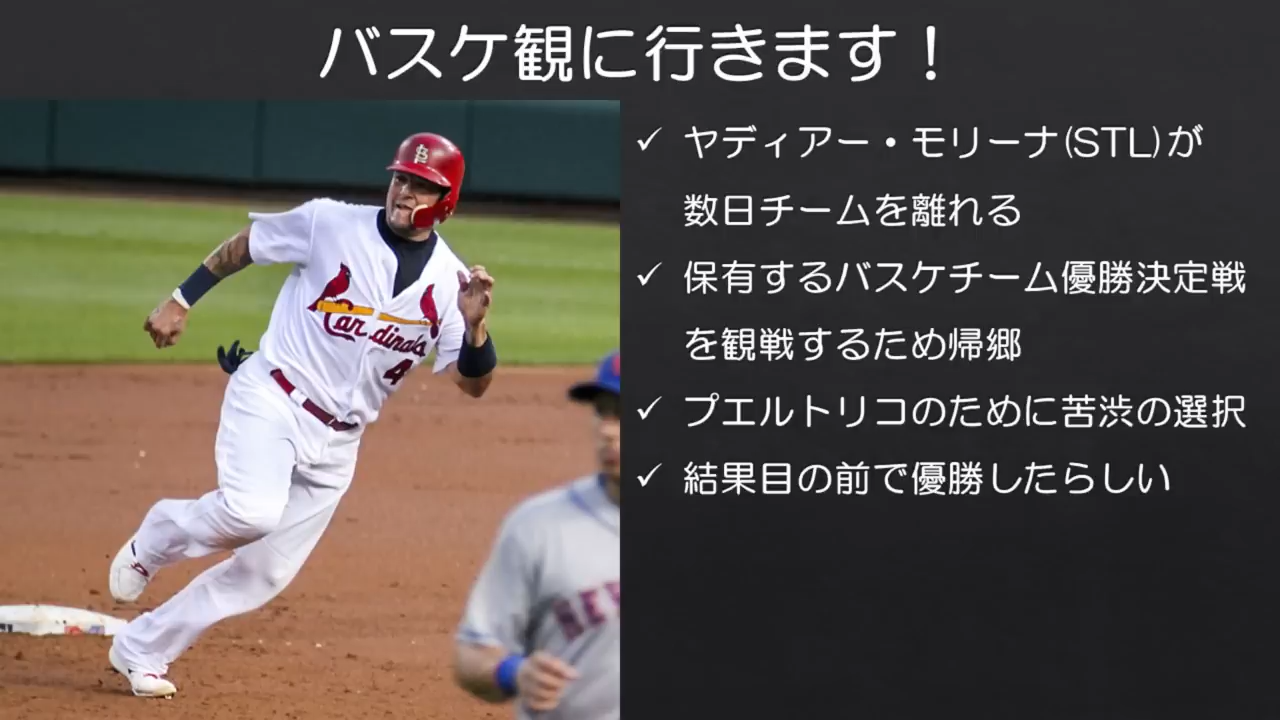 バスケ観に行きます！
✓ ヤディアー・モリーナ(STL)が
数日チームを離れる
✓ 保有するバスケチーム優勝決定戦
を観戦するため帰郷
✓ プエルトリコのために苦渋の選択
✓ 結果目の前で優勝したらしい
Cardinals
4